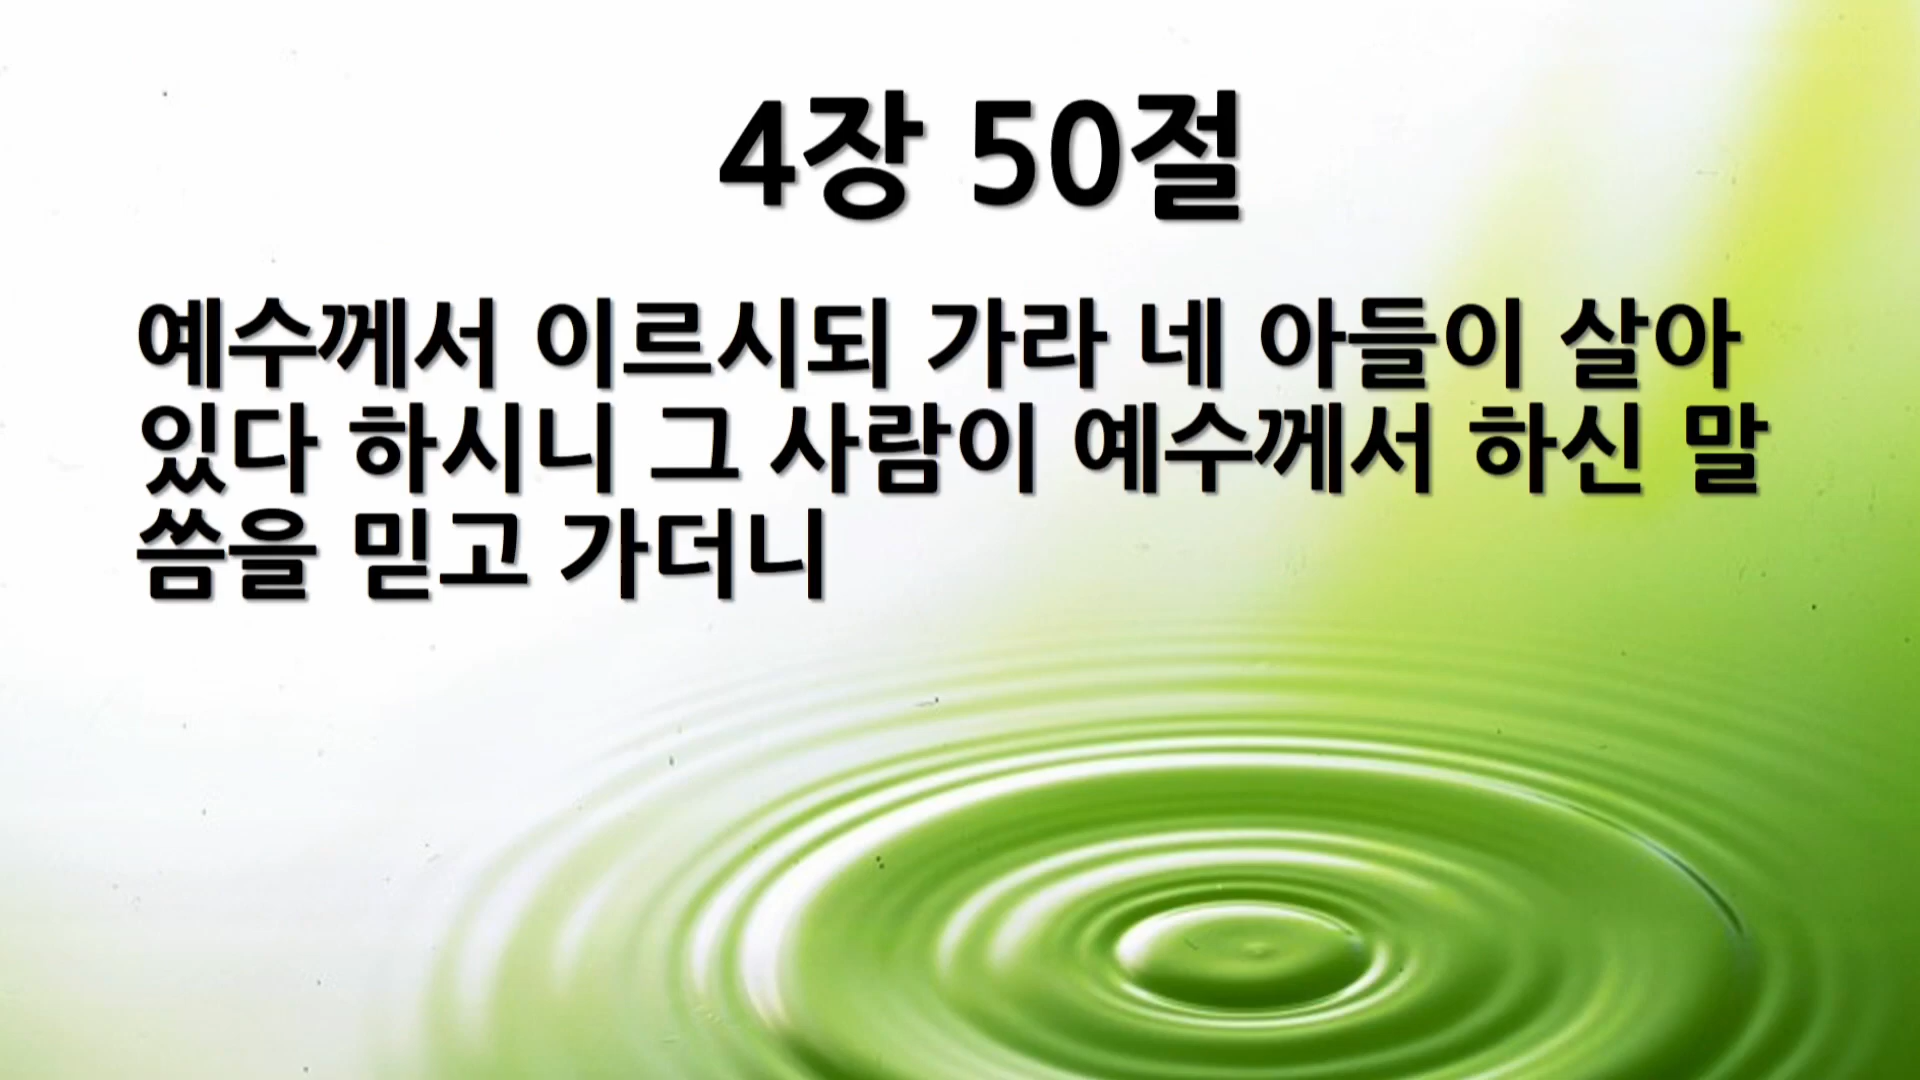 4장 50절
예수께서 이르시되 가라 네 아들이 살아
있다 하시니 그 사람이 예수께서 하신 말
씀을 믿고 가더니